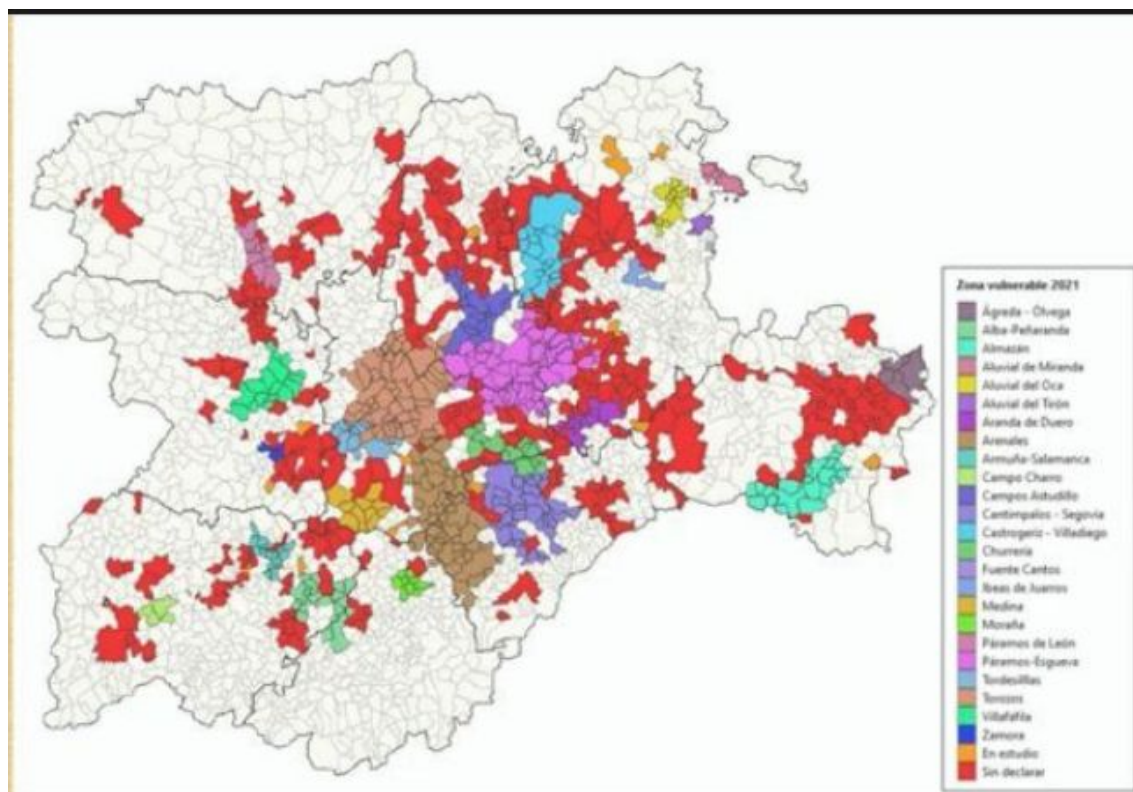 Zona vulnerable 2021
Ágreda - Ólvega
Alba-Peñaranda
Almazán
Aluvial de Miranda
Aluvial del Oca
Aluvial del Tirón
Aranda de Duero
Arenales
Armuña-Salamanca
Campo Charro
Campos Astudillo
Cantimpalos - Segovia
Castrogeriz - Villadiego
Churrería
Fuente Cantos
Ibeas de Juarros
Medina
Moraña
Páramos de León
Páramos-Esgueva
Tordesillas
Torozos
Villafáfila
Zamora
En estudio
Sin declarar